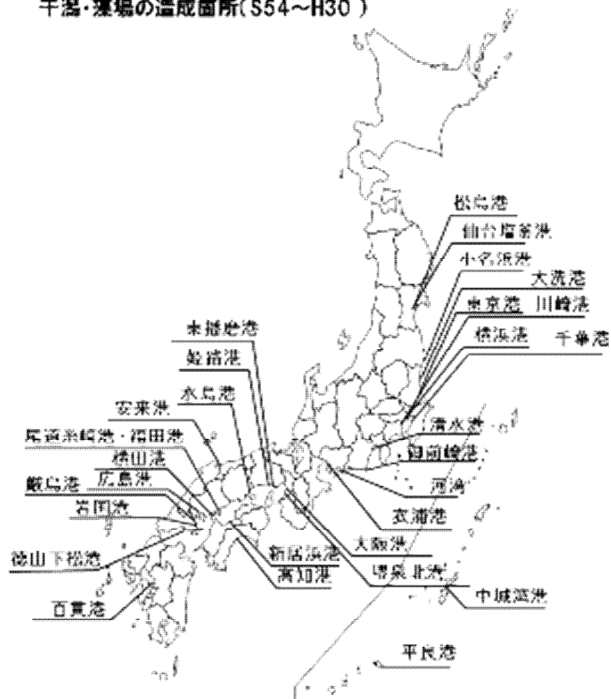 干潟・藻場の造成箇所(S54～H30 )
松島港
仙台塩釜港
小名浜港
大洗港
東京港 川崎港
横浜港 千葉港
清水港
御前崎港
河湾
衣浦港
大阪港
堺泉北港
中城湾港
平良港
東播磨港
姫路港
水島港
安来港
尾道糸崎港・福田港
横田港
広島港
厳島港
岩国港
徳山下松港
百貫港
新居浜港
高知港